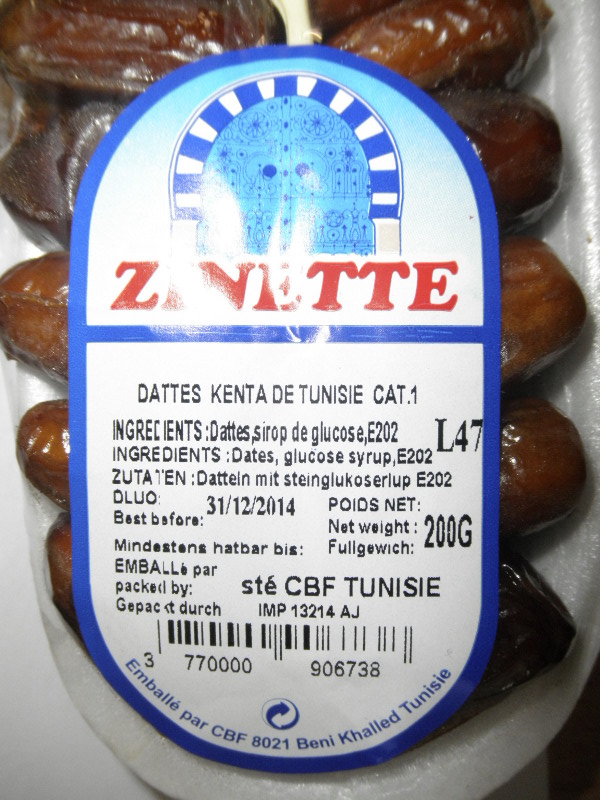 ZINETTE
DATTES KENTA DE TUNISIE CAT.1
INGREDIENTS :Dattes,sirop de glucose,E202
L47
INGREDIENTS :Dates, glucose syrup,E202
ZUTATEN :Datteln mit steinglukoserlup E202
DLUO:
Best before: 31/12/2014
POIDS NET:
Net weight : 200G
Mindestens hatbar bis:
Fullgewich:
EMBALLé par
packed by: sté CBF TUNISIE
Gepackt durch IMP 13214 AJ
3 770000 906738
Emballé par CBF 8021 Beni Khalled Tunisie